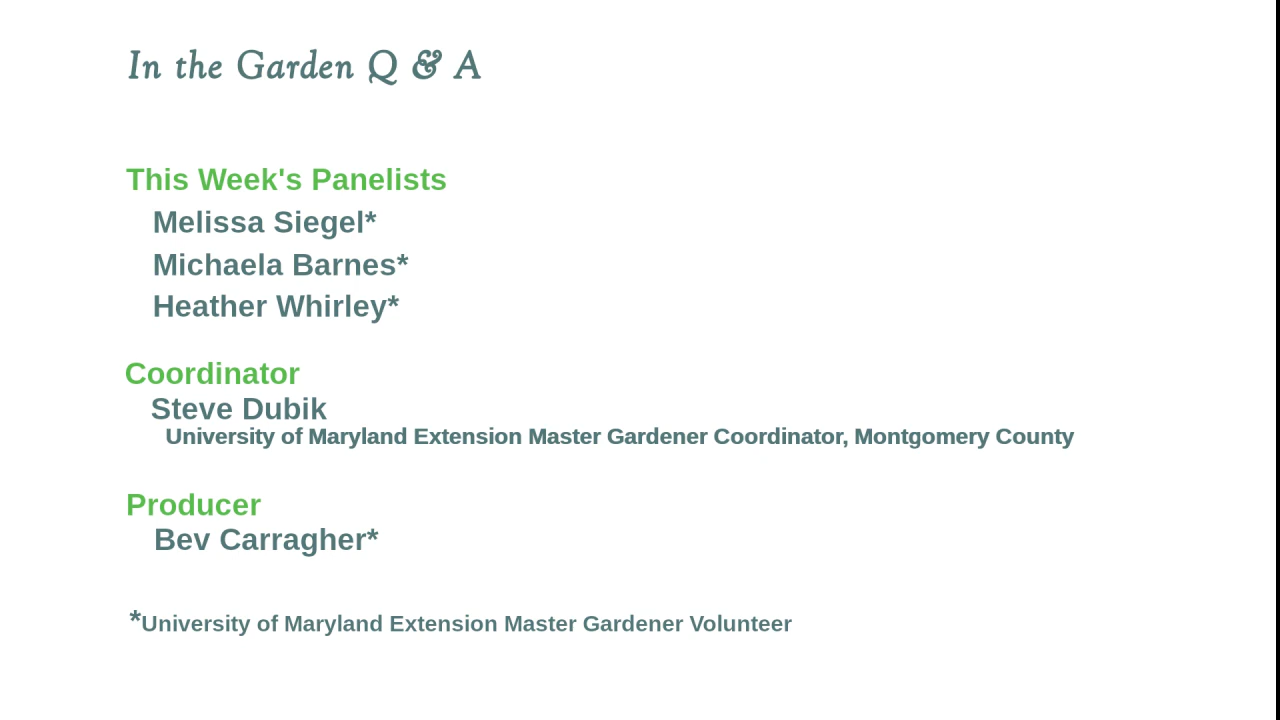 In the Garden Q & A
This Week's Panelists
Melissa Siegel*
Michaela Barnes*
Heather Whirley*
Coordinator
Steve Dubik
University of Maryland Extension Master Gardener Coordinator, Montgomery County
Producer
Bev Carragher*
*University of Maryland Extension Master Gardener Volunteer